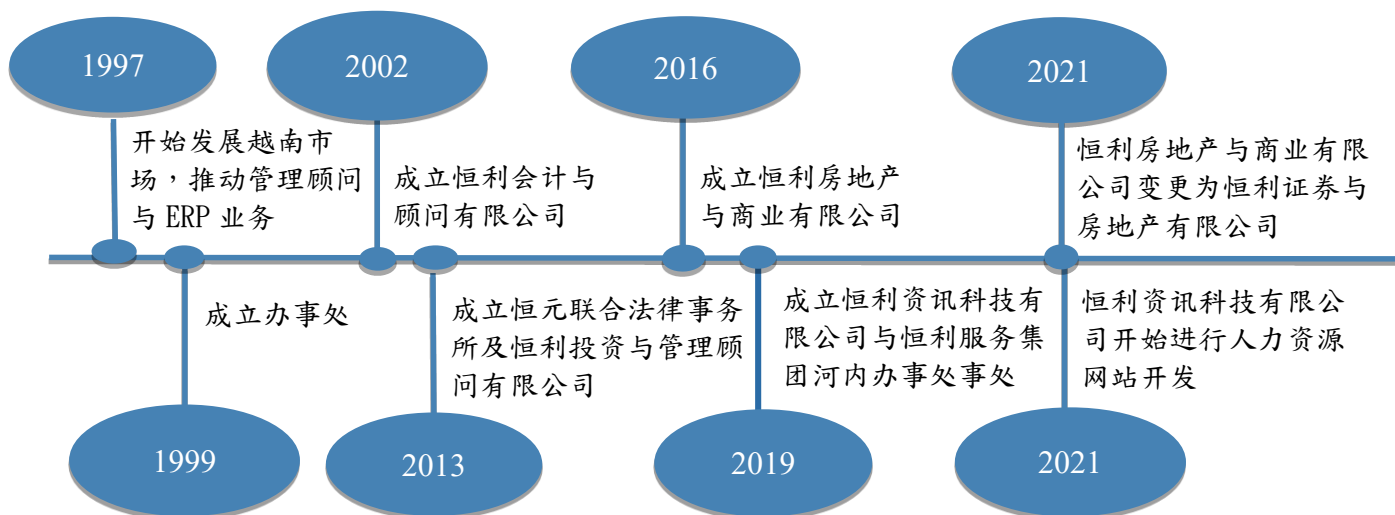 1997
2002
2016
2021
开始发展越南市
场，推动管理顾问
与 ERP 业务
成立恒利会计与
顾问有限公司
成立恒利房地产
与商业有限公司
恒利房地产与商业有限
公司变更为恒利证券与
房地产有限公司
成立办事处
成立恒元联合法律事务
所及恒利投资与管理顾
问有限公司
成立恒利资讯科技有
限公司与恒利服务集
团河内办事处事处
恒利资讯科技有限公
司开始进行人力资源
网站开发
1999
2013
2019
2021